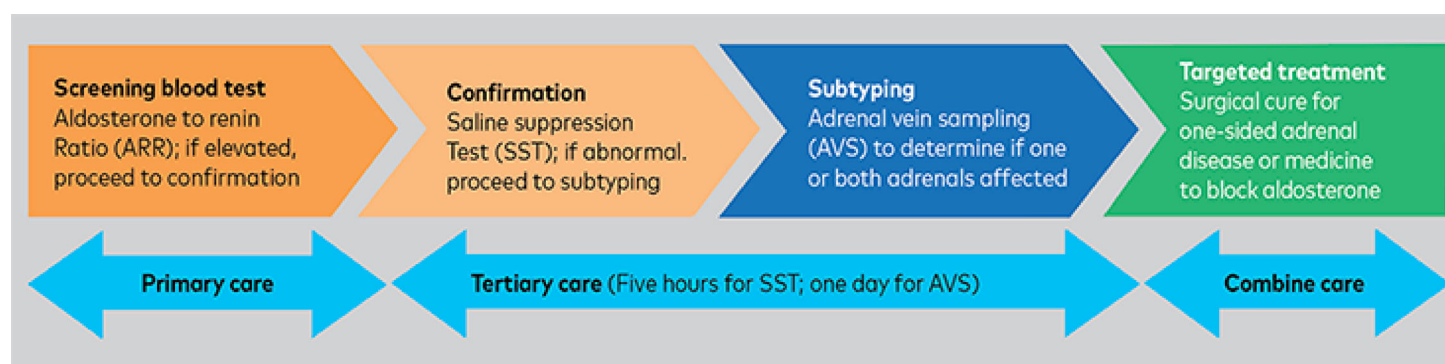 Screening blood test
Aldosterone to renin
Ratio (ARR); if elevated,
proceed to confirmation
Confirmation
Saline suppression
Test (SST); if abnormal.
proceed to subtyping
Subtyping
Adrenal vein sampling
(AVS) to determine if one
or both adrenals affected
Targeted treatment
Surgical cure for
one-sided adrenal
disease or medicine
to block aldosterone
Primary care
Tertiary care (Five hours for SST; one day for AVS)
Combine care